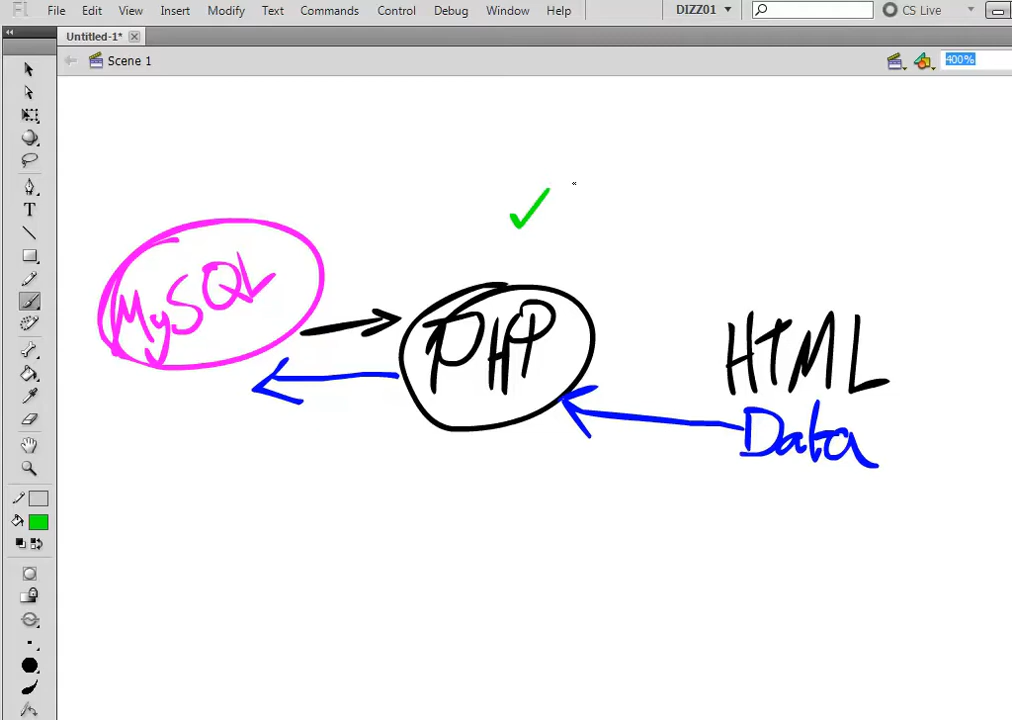 Fl File Edit View Insert Modify Text Commands Control Debug Window Help DIZZ01 CS Live
Untitled-1*
Scene 1 400%
MySQL
PHP
HTML
Data
T